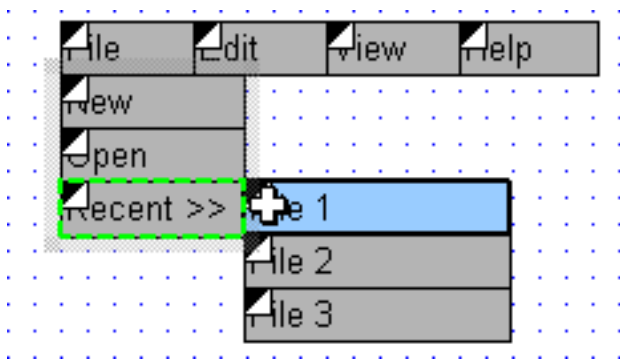 File Edit View Help
New
Open
Recent >> File 1
File 2
File 3